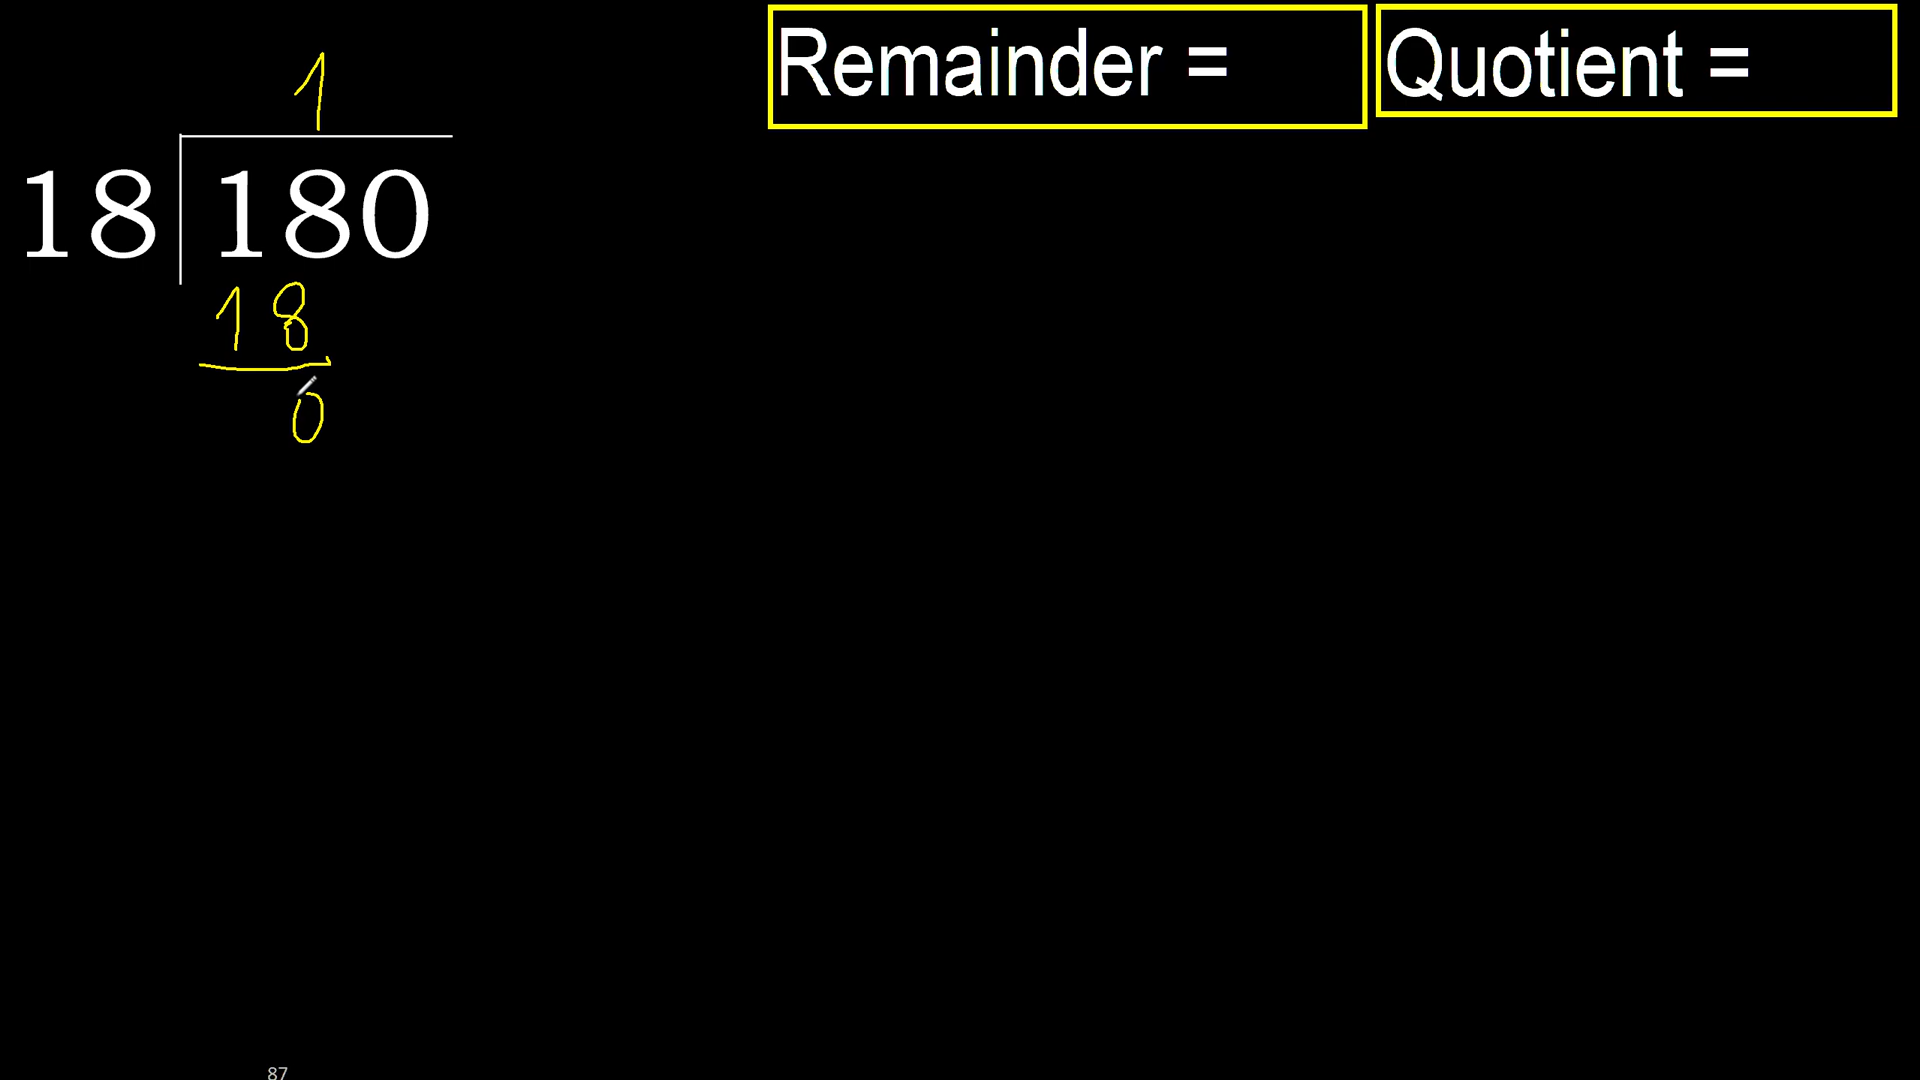 Remainder =
Quotient =
1
18 180
18
0
87